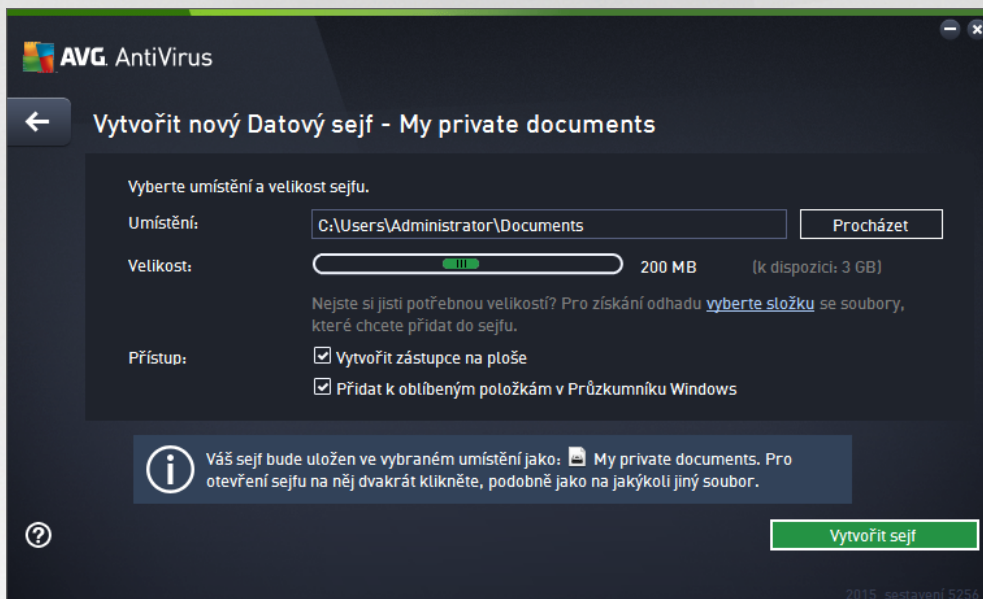 AVG. AntiVirus
Vytvořit nový Datový sejf - My private documents
Vyberte umístění a velikost sejfu.
Umístění: C:\Users\Administrator\Documents Procházet
Velikost: 200 MB (k dispozici: 3 GB)
Nejste si jisti potřebnou velikostí? Pro získání odhadu vyberte složku se soubory,
které chcete přidat do sejfu.
Přístup: Vytvořit zástupce na ploše
Přidat k oblíbeným položkám v Průzkumníku Windows
Váš sejf bude uložen ve vybraném umístění jako: My private documents. Pro
otevření sejfu na něj dvakrát klikněte, podobně jako na jakýkoli jiný soubor.
Vytvořit sejf
2015 sestavení 5256